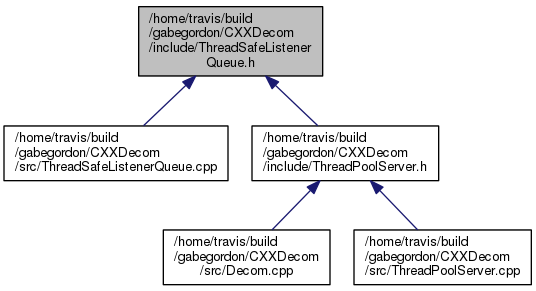 /home/travis/build
/gabegordon/CXXDecom
/include/ThreadSafeListener
Queue.h
/home/travis/build
/gabegordon/CXXDecom
/src/ThreadSafeListenerQueue.cpp
/home/travis/build
/gabegordon/CXXDecom
/include/ThreadPoolServer.h
/home/travis/build
/gabegordon/CXXDecom
/src/Decom.cpp
/home/travis/build
/gabegordon/CXXDecom
/src/ThreadPoolServer.cpp